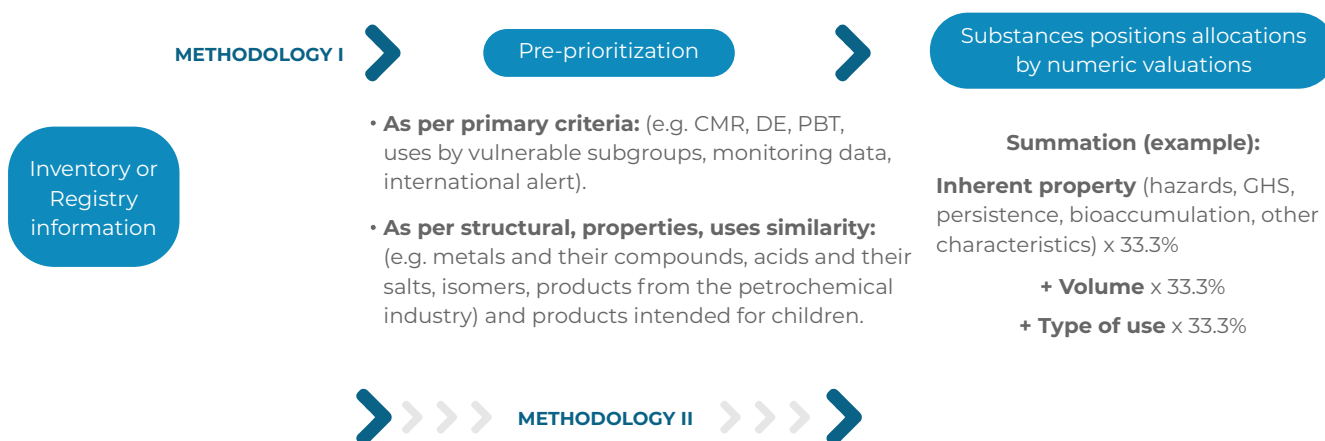 METHODOLOGY I
Pre-prioritization
Substances positions allocations
by numeric valuations
Inventory or
Registry
information
• As per primary criteria: (e.g. CMR, DE, PBT,
uses by vulnerable subgroups, monitoring data,
international alert).
• As per structural, properties, uses similarity:
(e.g. metals and their compounds, acids and their
salts, isomers, products from the petrochemical
industry) and products intended for children.
Summation (example):
Inherent property (hazards, GHS,
persistence, bioaccumulation, other
characteristics) x 33.3%
+ Volume x 33.3%
+ Type of use x 33.3%
METHODOLOGY II